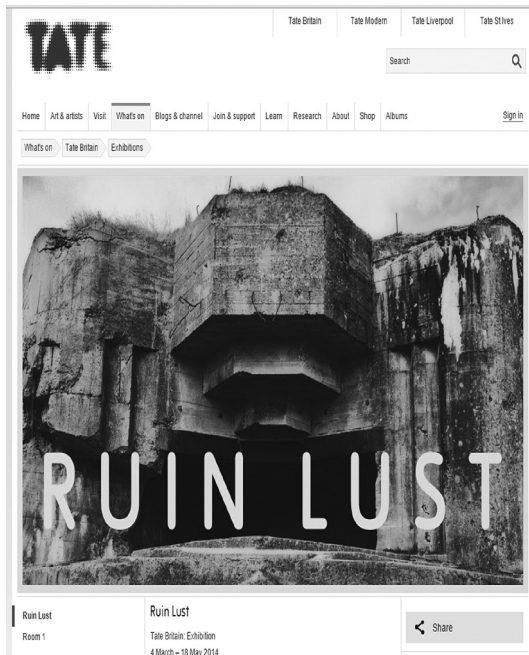 TATE
Tate Britain Tate Modern Tate Liverpool Tate St Ives
Search
Home Art & artists Visit What's on Blogs & channel Join & support Learn Research About Shop Albums Sign in
What's on Tate Britain Exhibitions
RUIN LUST
Ruin Lust
Room 1
Ruin Lust
Tate Britain: Exhibition
4 March – 18 May 2014
Share